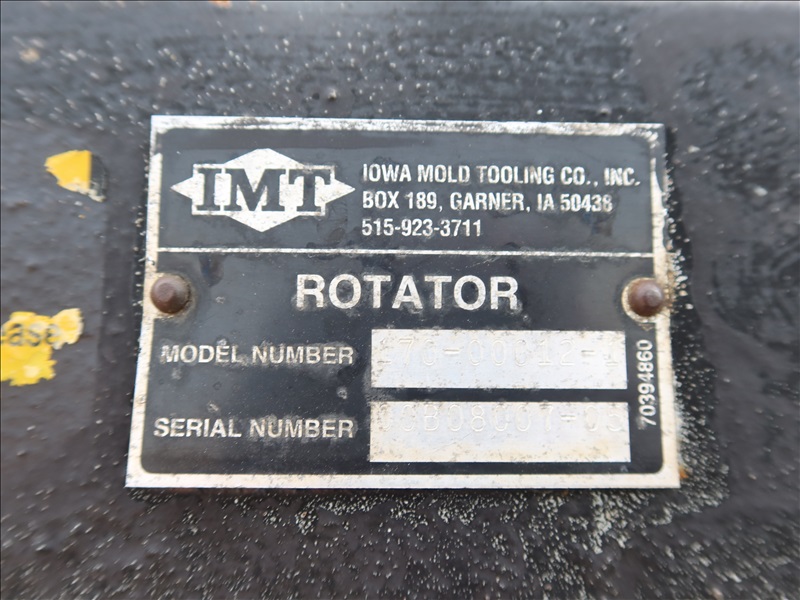 IMT
IOWA MOLD TOOLING CO., INC.
BOX 189, GARNER, IA 50438
515-923-3711
ROTATOR
MODEL NUMBER
SERIAL NUMBER
70394860